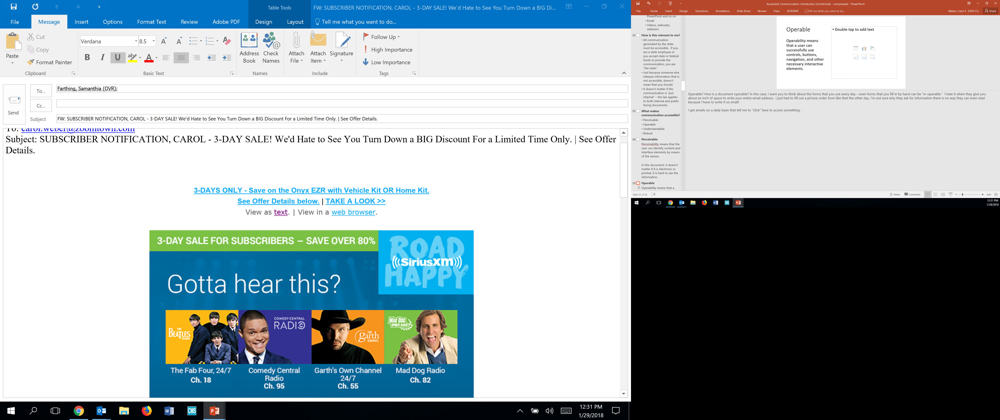 Table Tools
FW: SUBSCRIBER NOTIFICATION, CAROL - 3-DAY SALE! We'd Hate to See You Turn Down a BIG Di...
File
Message
Insert
Options
Format Text
Review
Adobe PDF
Design
Layout
Tell me what you want to do...
Paste
Cut
Copy
Format Painter
Clipboard
Verdana
8.5
B I U
Basic Text
Address Book
Check Names
Names
Attach File
Attach Item
Signature
Include
Follow Up
High Importance
Low Importance
Tags
Send
To...
Farthing, Samanthia (OVR);
Cc...
Subject
FW: SUBSCRIBER NOTIFICATION, CAROL - 3-DAY SALE! We'd Hate to See You Turn Down a BIG Discount For a Limited Time Only. | See Offer Details.
To: carol.weber@zoomtown.com
Subject: SUBSCRIBER NOTIFICATION, CAROL - 3-DAY SALE! We'd Hate to See You Turn Down a BIG Discount For a Limited Time Only. | See Offer
Details.
3-DAYS ONLY - Save on the Onyx EZR with Vehicle Kit OR Home Kit.
See Offer Details below. | TAKE A LOOK >>
View as text. | View in a web browser.
3-DAY SALE FOR SUBSCRIBERS – SAVE OVER 80%
ROAD
((SiriusXM))
HAPPY
Gotta hear this?
THE BEATLES CHANNEL
COMEDY CENTRAL
RADIO
THE garth CHANNEL
MAD DOG
SPORTS RADIO
The Fab Four, 24/7
Ch. 18
Comedy Central
Radio
Ch. 95
Garth's Own Channel
24/7
Ch. 55
Mad Dog Radio
Ch. 82
CMS
12:31 PM
1/29/2018
Accessible Communication Introduction (Combined) - compressed - PowerPoint
File
Home
Insert
Design
Transitions
Animations
Slide Show
Review
View
ACROBAT
Tell me what you want to do...
Weber, Carol S (OVR-FL)
Share
PowerPoint and so on
• Email
• Videos, webcasts,
webinars
22 How is this relevant to me?
• All communication
generated by the state
must be accessible. If you
are a state employee or
you accept state or federal
funds to provide the
communication, you are
"the state."
• Just because someone else
releases information that is
not accessible, doesn't
mean that you should.
• It doesn't matter if the
communication is "just
internal" – the law applies
to both internal and public
facing documents.
23 What makes
communication accessible?
• Perceivable
• Operable
• Understandable
• Robust
24 Perceivable
Perceivability means that the
user can identify content and
interface elements by means
of the senses.
In this document, it doesn't
matter if it is electronic or
printed, it is hard to see the
information.
25 Operable
2 Operability means that a
Operable
Operability means
that a user can
successfully use
controls, buttons,
navigation, and other
necessary interactive
elements.
• Double tap to add text
Operable? How is a document operable? In this case, I want you to think about the forms that you use every day – even forms that you fill in by hand can be "in-operable." I hate it when they give you
about an inch of space to write your entire email address. I just had to fill out a picture order form like that the other day. I'm not sure why they ask for information there is no way they can even read
because I have to write it so small!
I get emails on a daily basis that tell me to "click" here to access something -
Slide 25 of 92
Notes
Comments
44%
CMS
12:31 PM
1/29/2018